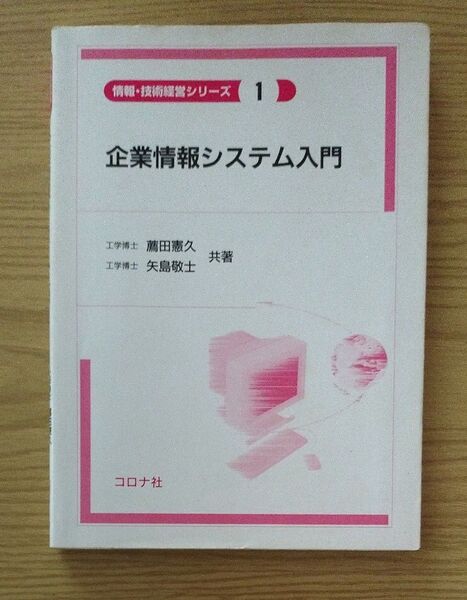 情報・技術経営シリーズ 1
企業情報システム入門
工学博士 薦田憲久
工学博士 矢島敬士 共著
コロナ社